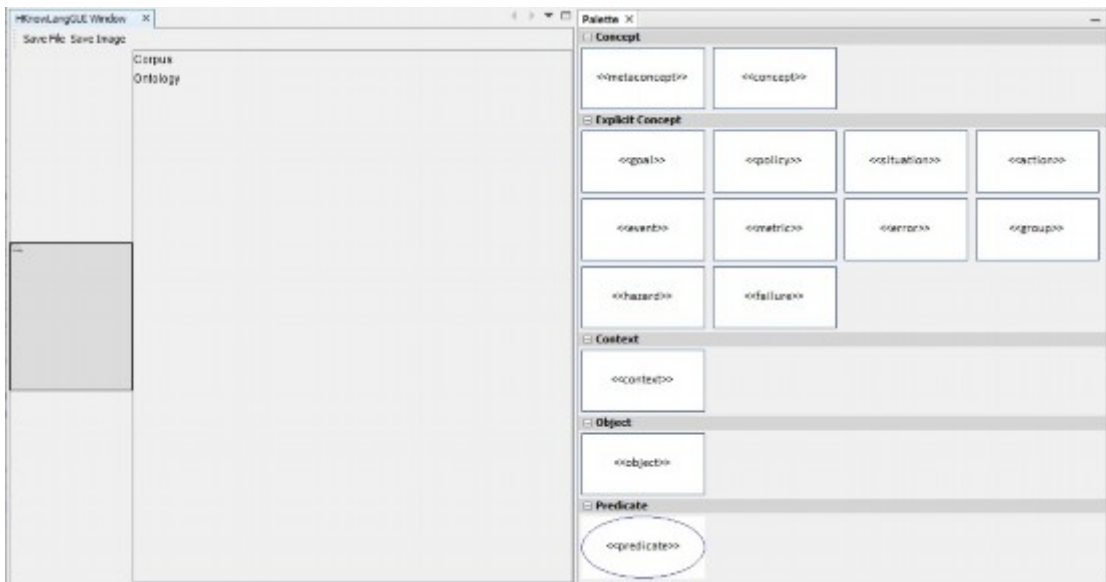 HKnowLangGUE Window
Save File Save Image
Corpus
Ontology
Palette
Concept
<<metaconcept>> <<concept>>
Explicit Concept
<<goal>> <<policy>> <<situation>> <<action>>
<<event>> <<metric>> <<error>> <<group>>
<<hazard>> <<failure>>
Context
<<context>>
Object
<<object>>
Predicate
<<predicate>>